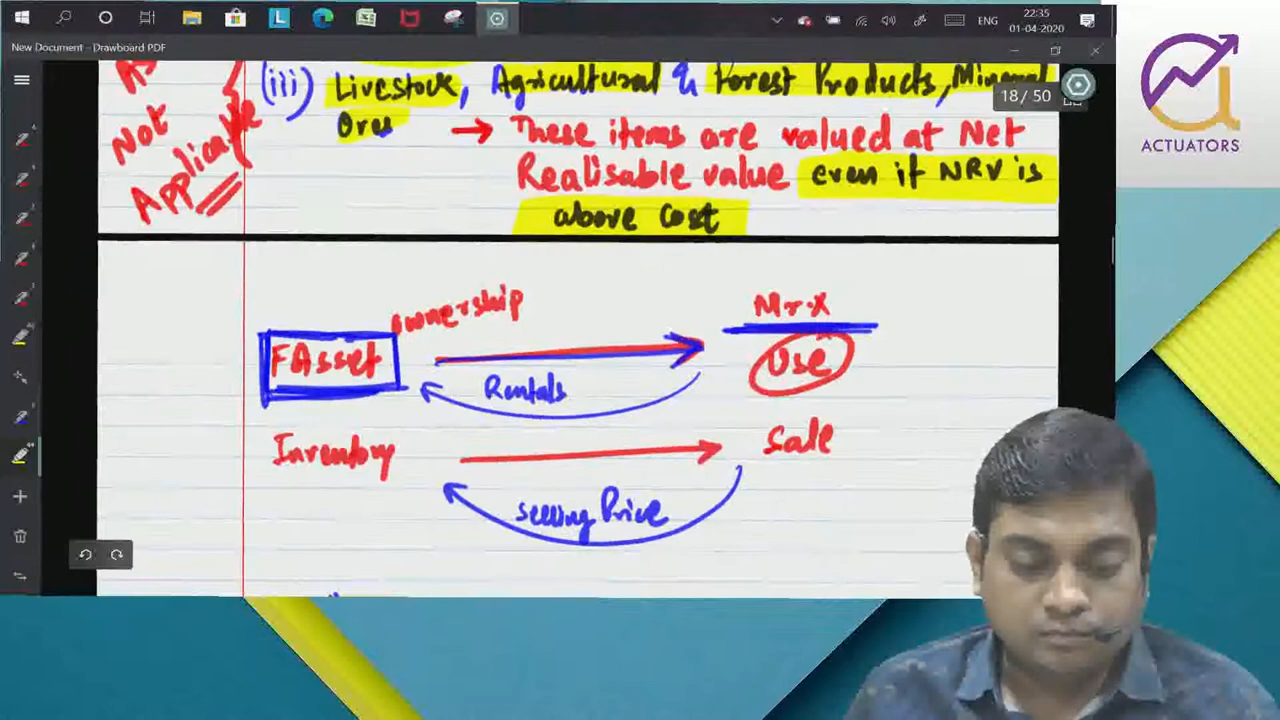 22:35
ENG
01-04-2020
New Document - Drawboard PDF
18 / 50
ACTUATORS
As
Not
Applicable
(iii) Livestock, Agricultural & Forest Products, Mineral
Ores
→ These items are valued at Net
Realisable value even if NRV is
above cost
ownership
Mr. X
FAsset
Use
Rentals
Inventory
Sale
Selling Price